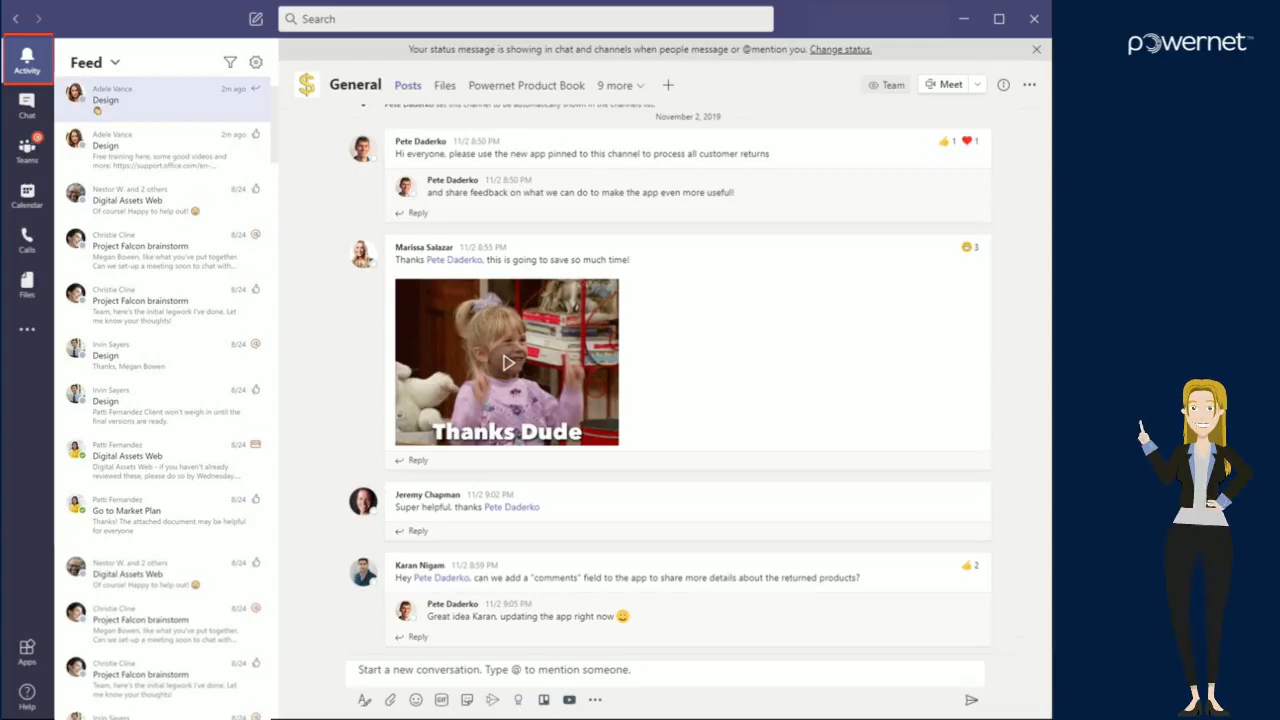 Search
powernet™
Activity
Chat
Teams
Calendar
Calls
Files
Apps
Help
Feed
Adele Vance 2m ago
Design
Adele Vance 2m ago
Design
Free training here, some good videos and
more: https://support.office.com/en-...
Nestor W. and 2 others 8/24
Digital Assets Web
Of course! Happy to help out!
Christie Cline 8/24
Project Falcon brainstorm
Megan Bowen, like what you've put together.
Can we set-up a meeting soon to chat with...
Christie Cline 8/24
Project Falcon brainstorm
Team, here's the initial legwork I've done. Let
me know your thoughts!
Irvin Sayers 8/24
Design
Thanks, Megan Bowen
Irvin Sayers 8/24
Design
Patti Fernandez Client won't weigh in until the
final versions are ready.
Patti Fernandez 8/24
Digital Assets Web
Digital Assets Web - if you haven't already
reviewed these, please do so by Wednesday...
Patti Fernandez 8/24
Go to Market Plan
Thanks! The attached document may be helpful
for everyone
Nestor W. and 2 others 8/24
Digital Assets Web
Of course! Happy to help out!
Christie Cline 8/24
Project Falcon brainstorm
Megan Bowen, like what you've put together.
Can we set-up a meeting soon to chat with...
Christie Cline 8/24
Project Falcon brainstorm
Team, here's the initial legwork I've done. Let
me know your thoughts!
Irvin Sayers 8/24
Your status message is showing in chat and channels when people message or @mention you. Change status.
General Posts Files Powernet Product Book 9 more Team Meet
Pete Daderko set this channel to be automatically shown in the channels list.
November 2, 2019
Pete Daderko 11/2 8:50 PM 1 1
Hi everyone, please use the new app pinned to this channel to process all customer returns
Pete Daderko 11/2 8:50 PM
and share feedback on what we can do to make the app even more useful!
Reply
Marissa Salazar 11/2 8:55 PM 3
Thanks Pete Daderko, this is going to save so much time!
Thanks Dude
Reply
Jeremy Chapman 11/2 9:02 PM
Super helpful, thanks Pete Daderko
Reply
Karan Nigam 11/2 8:59 PM 2
Hey Pete Daderko, can we add a "comments" field to the app to share more details about the returned products?
Pete Daderko 11/2 9:05 PM
Great idea Karan, updating the app right now
Reply
Start a new conversation. Type @ to mention someone.
GIF